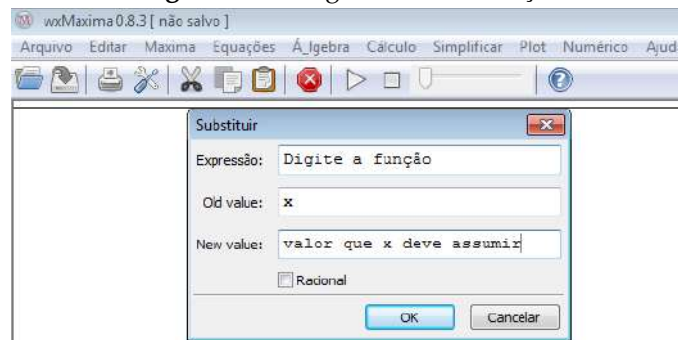 wxMaxima 0.8.3 [ não salvo ]
Arquivo Editar Maxima Equações Á_lgebra Cálculo Simplificar Plot Numérico Ajud
Substituir
Expressão: Digite a função
Old value: x
New value: valor que x deve assumir
Racional
OK Cancelar